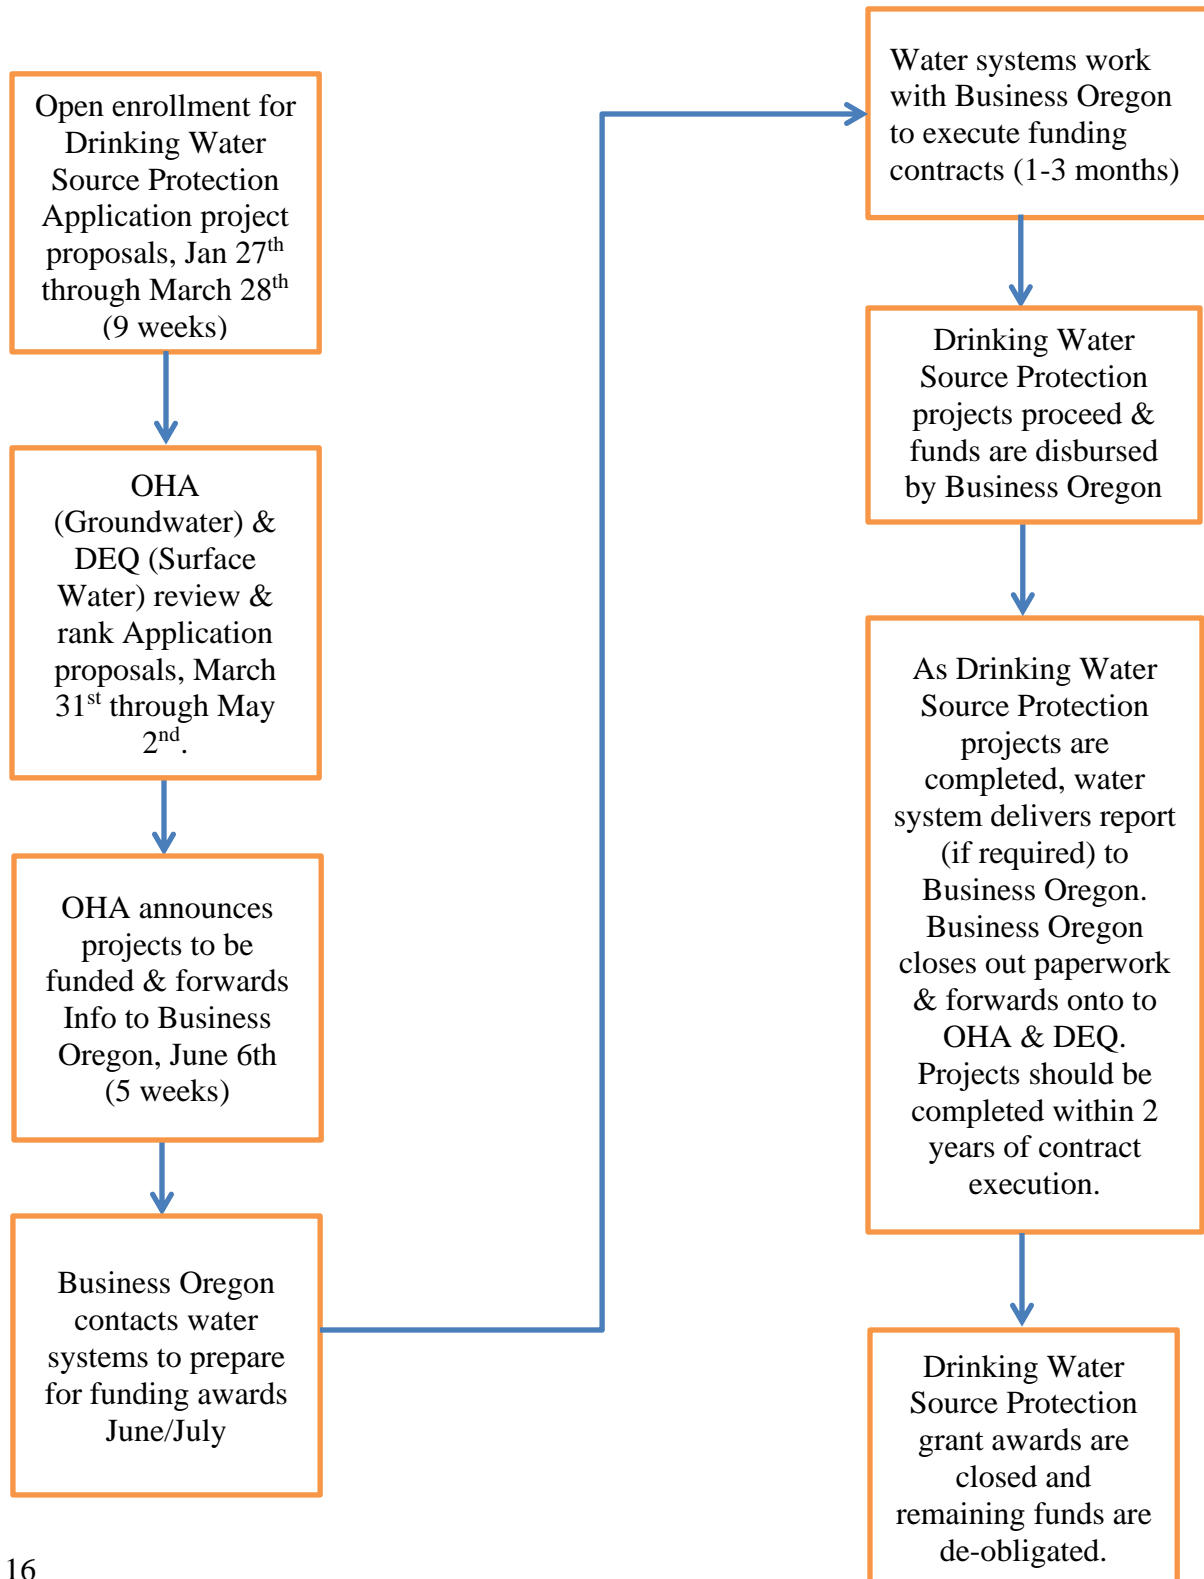 Open enrollment for
Drinking Water
Source Protection
Application project
proposals, Jan 27th
through March 28th
(9 weeks)
OHA
(Groundwater) &
DEQ (Surface
Water) review &
rank Application
proposals, March
31st through May
2nd.
OHA announces
projects to be
funded & forwards
Info to Business
Oregon, June 6th
(5 weeks)
Business Oregon
contacts water
systems to prepare
for funding awards
June/July
Water systems work
with Business Oregon
to execute funding
contracts (1-3 months)
Drinking Water
Source Protection
projects proceed &
funds are disbursed
by Business Oregon
As Drinking Water
Source Protection
projects are
completed, water
system delivers report
(if required) to
Business Oregon.
Business Oregon
closes out paperwork
& forwards onto to
OHA & DEQ.
Projects should be
completed within 2
years of contract
execution.
Drinking Water
Source Protection
grant awards are
closed and
remaining funds are
de-obligated.
16